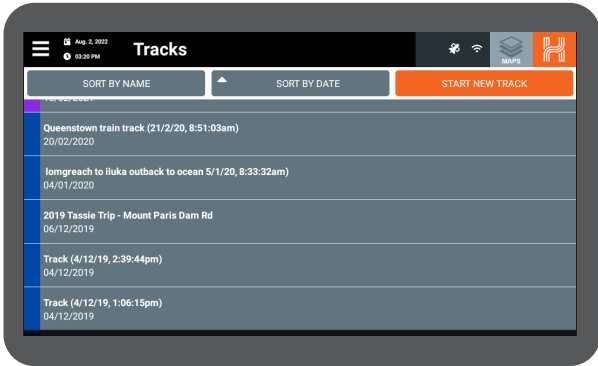 Aug. 2, 2022
03:20 PM
Tracks
MAPS
SORT BY NAME
SORT BY DATE
START NEW TRACK
Queenstown train track (21/2/20, 8:51:03am)
20/02/2020
lomgreach to iluka outback to ocean 5/1/20, 8:33:32am)
04/01/2020
2019 Tassie Trip - Mount Paris Dam Rd
06/12/2019
Track (4/12/19, 2:39:44pm)
04/12/2019
Track (4/12/19, 1:06:15pm)
04/12/2019